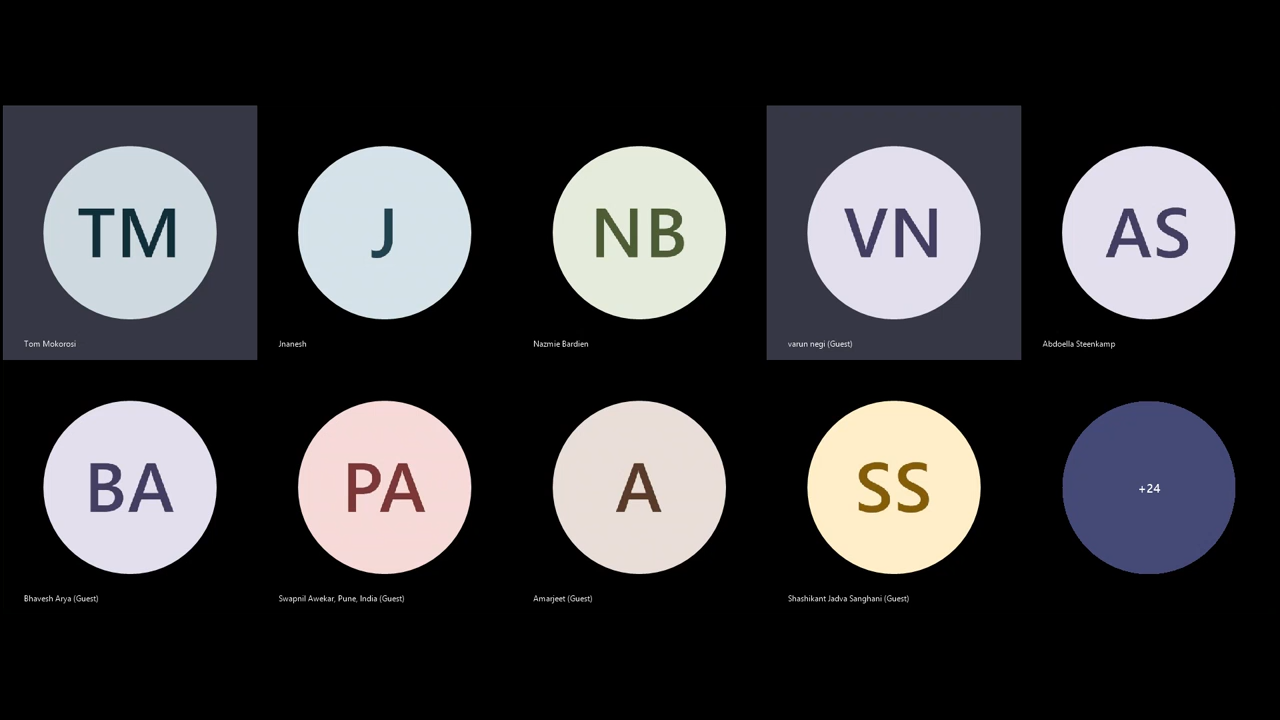 TM
J
NB
VN
AS
Tom Mokorosi
Jnanesh
Nazmie Bardien
varun negi (Guest)
Abdoella Steenkamp
BA
PA
A
SS
+24
Bhavesh Arya (Guest)
Swapnil Awekar, Pune, India (Guest)
Amarjeet (Guest)
Shashikant Jadva Sanghani (Guest)